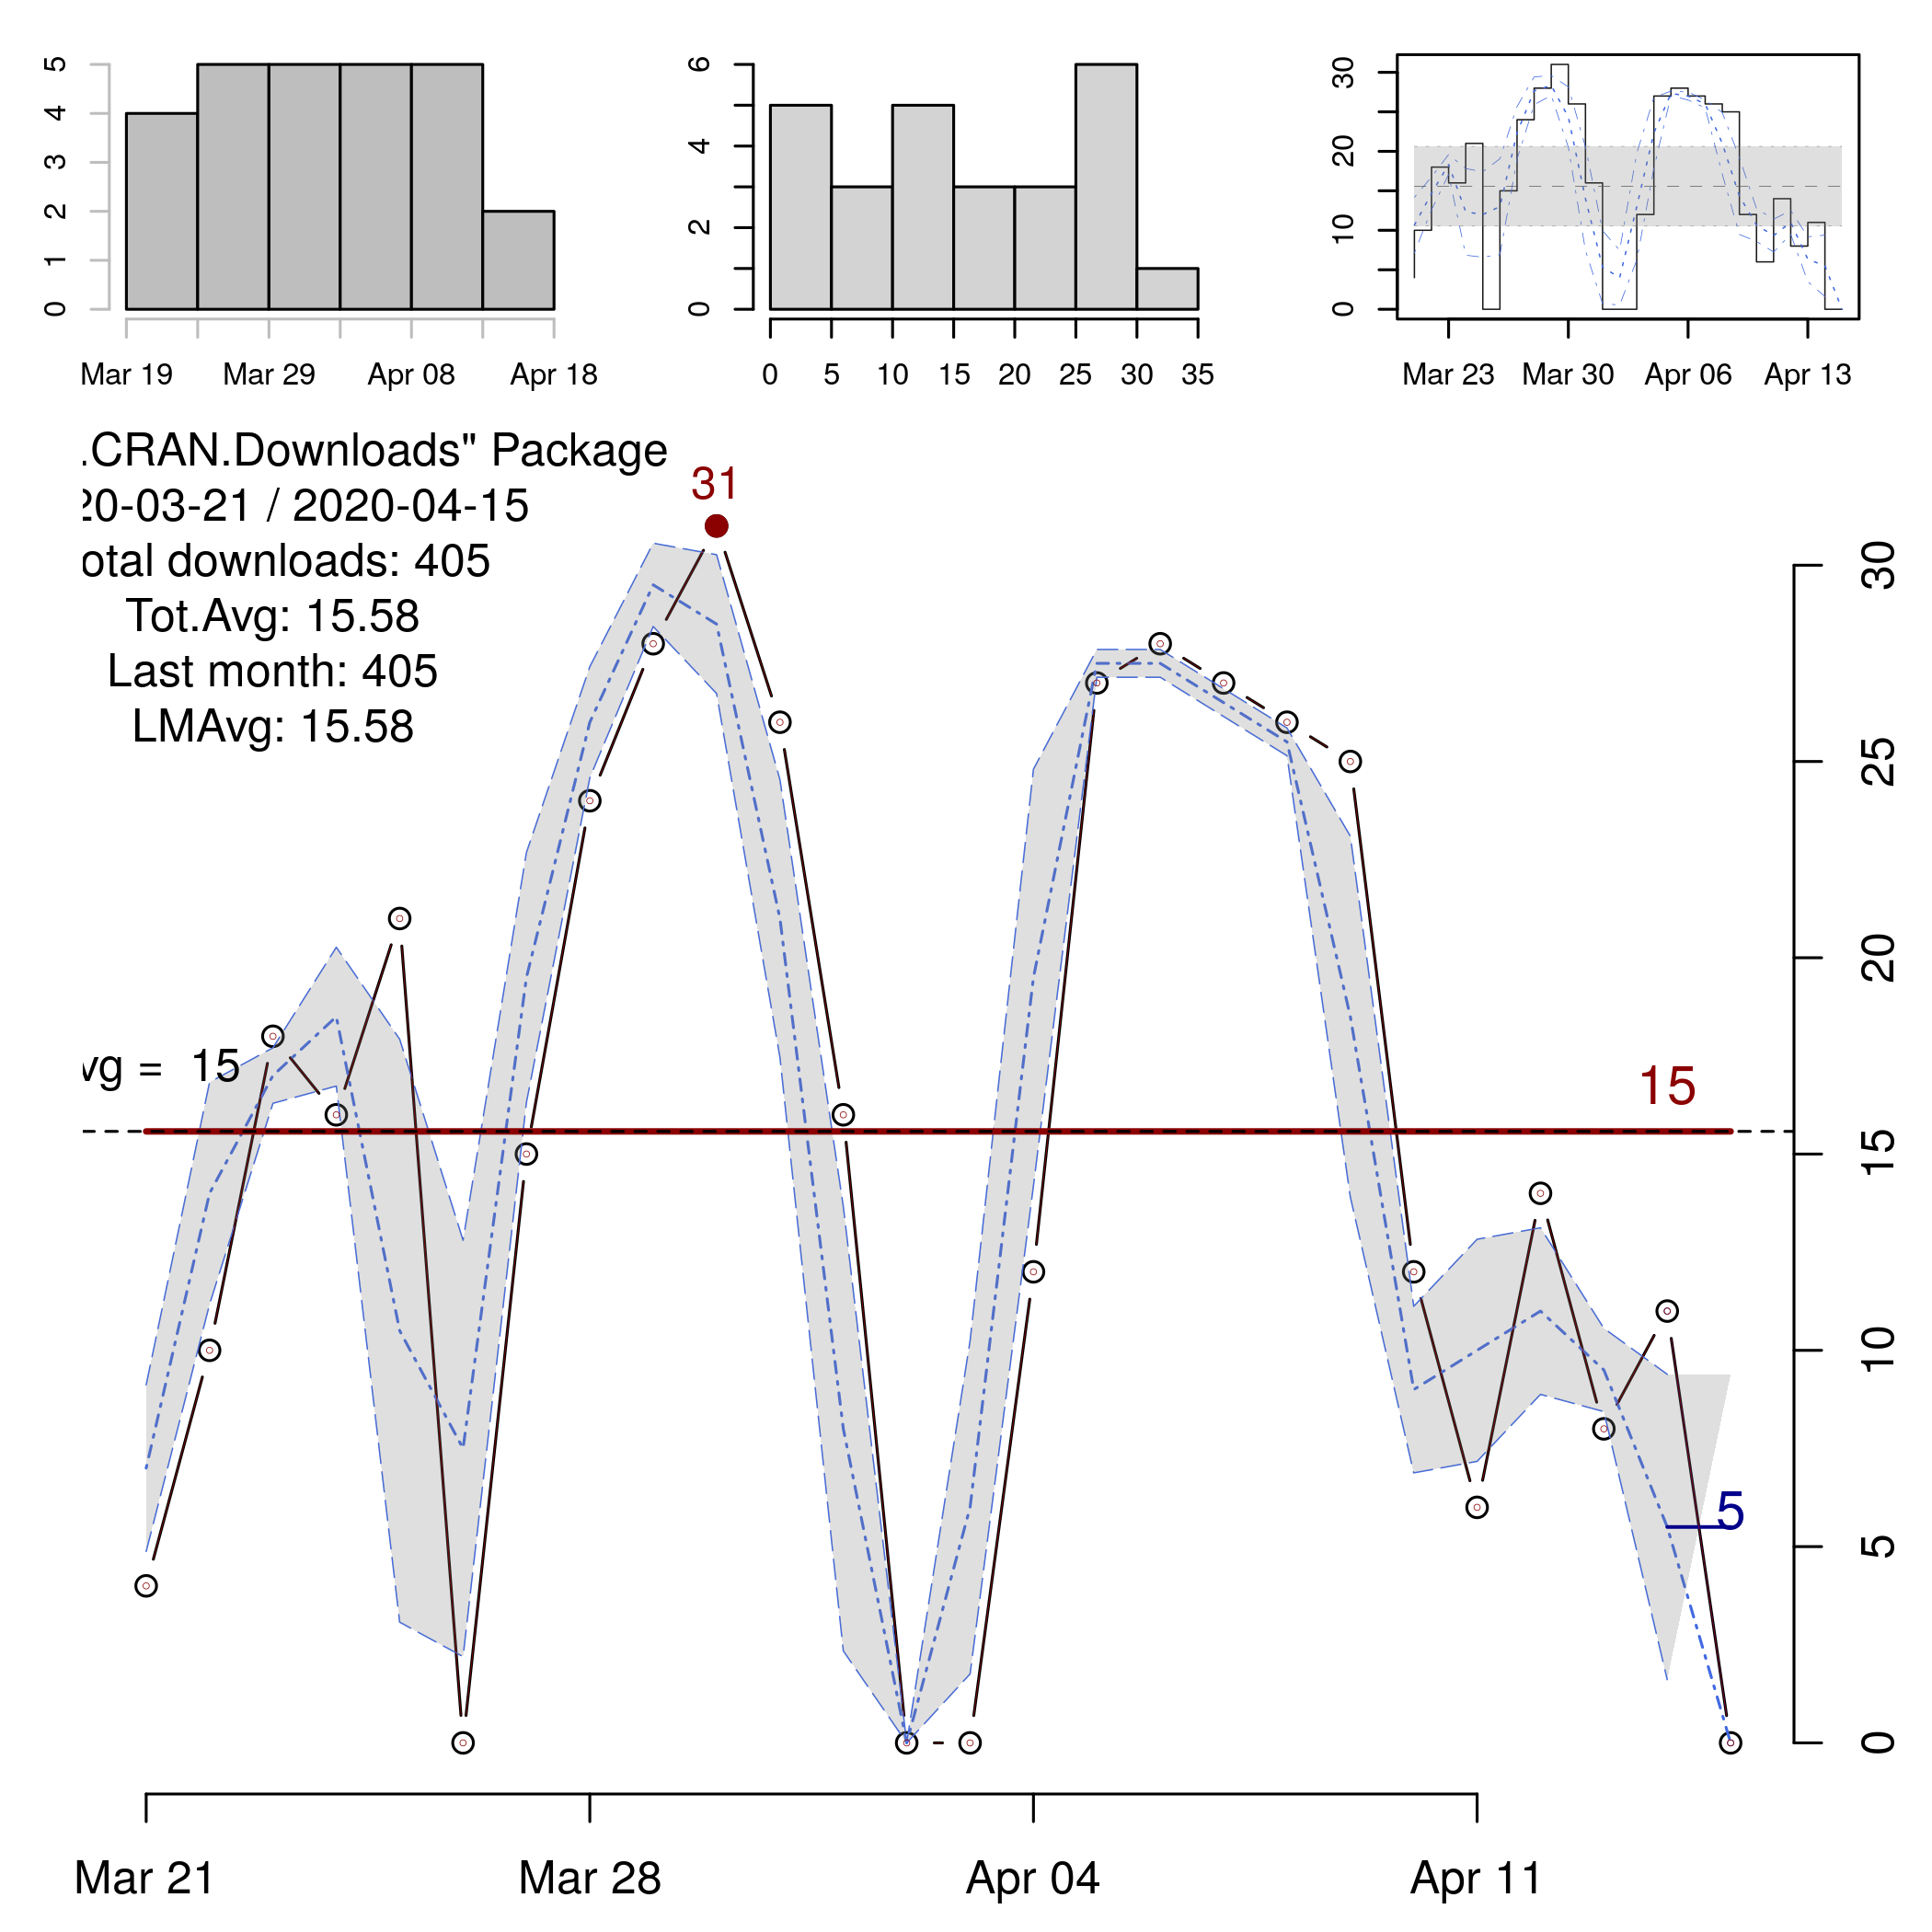 5
4
3
2
1
0
Mar 19 Mar 29 Apr 08 Apr 18
6
4
2
0
0 5 10 15 20 25 30 35
30
20
10
0
Mar 23 Mar 30 Apr 06 Apr 13
.CRAN.Downloads" Package
20-03-21 / 2020-04-15
otal downloads: 405
Tot.Avg: 15.58
Last month: 405
LMAvg: 15.58
31
vg = 15
15
5
30
25
20
15
10
5
0
Mar 21 Mar 28 Apr 04 Apr 11